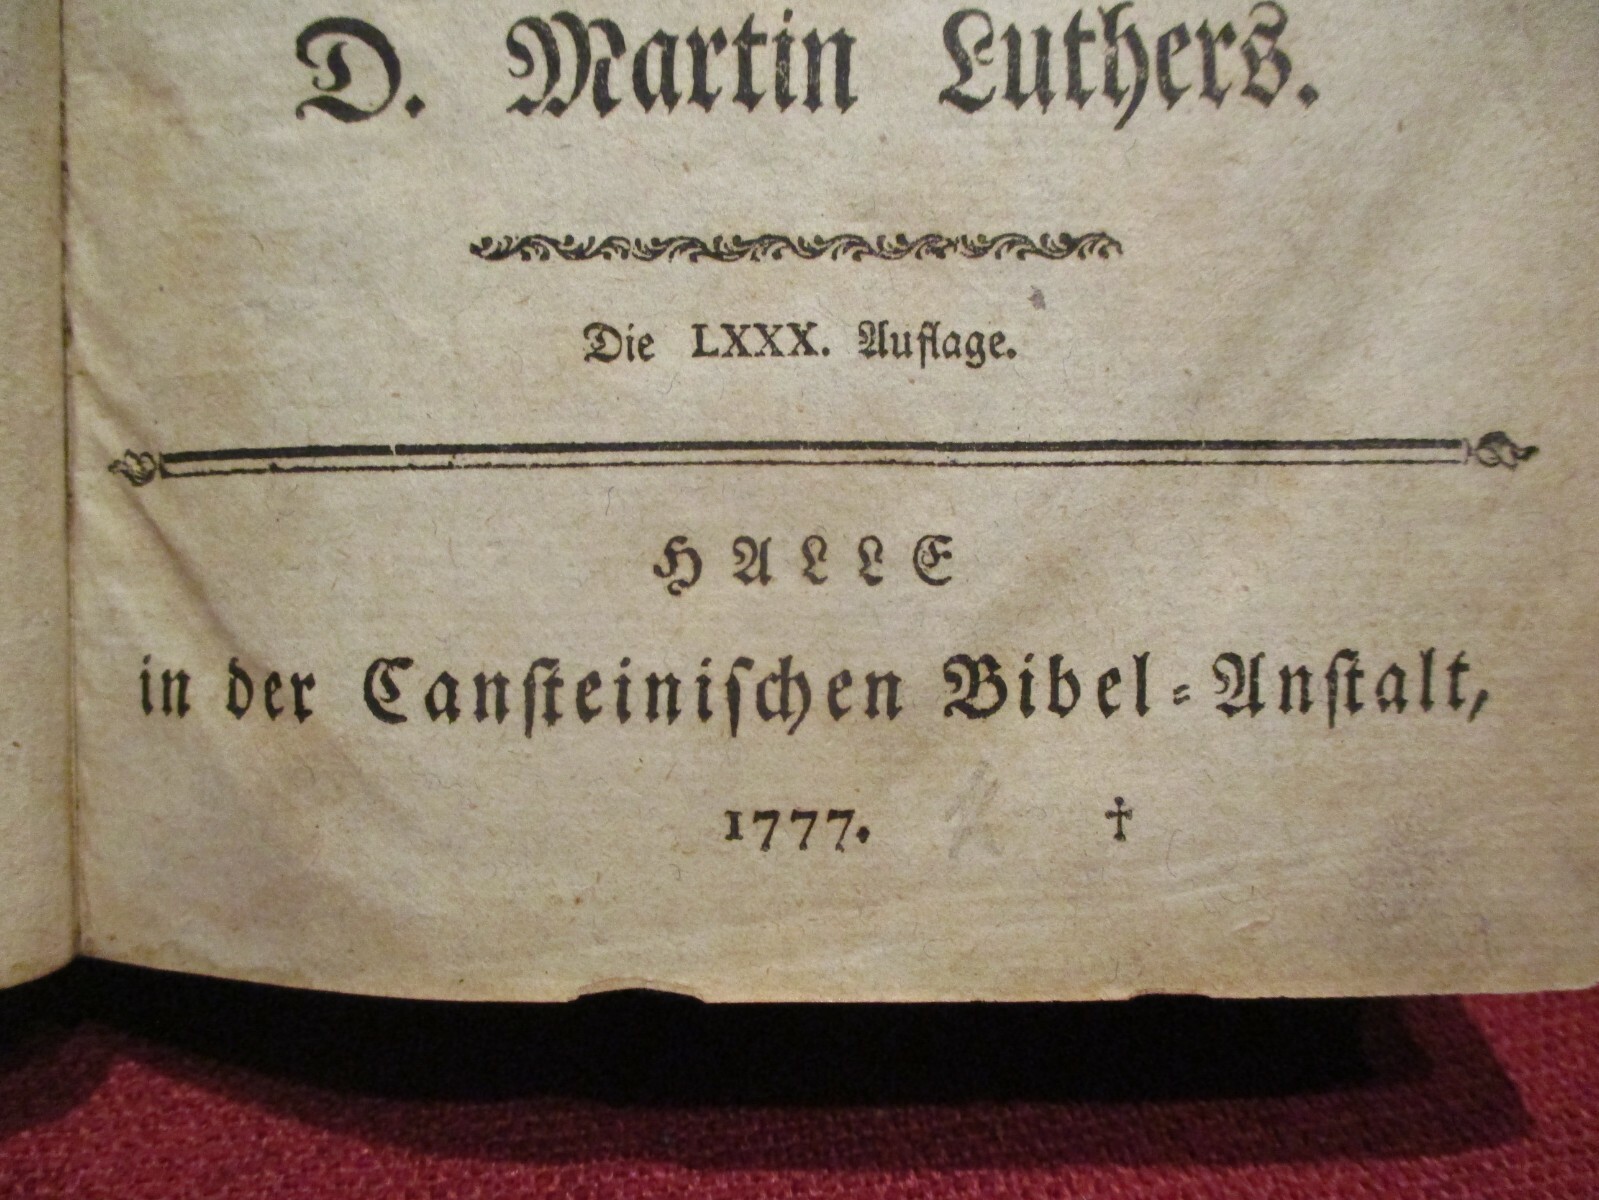 D. Martin Luthers.
Die LXXX. Auflage.
HALLE
in der Canſteiniſchen Bibel-Anſtalt,
1777. †